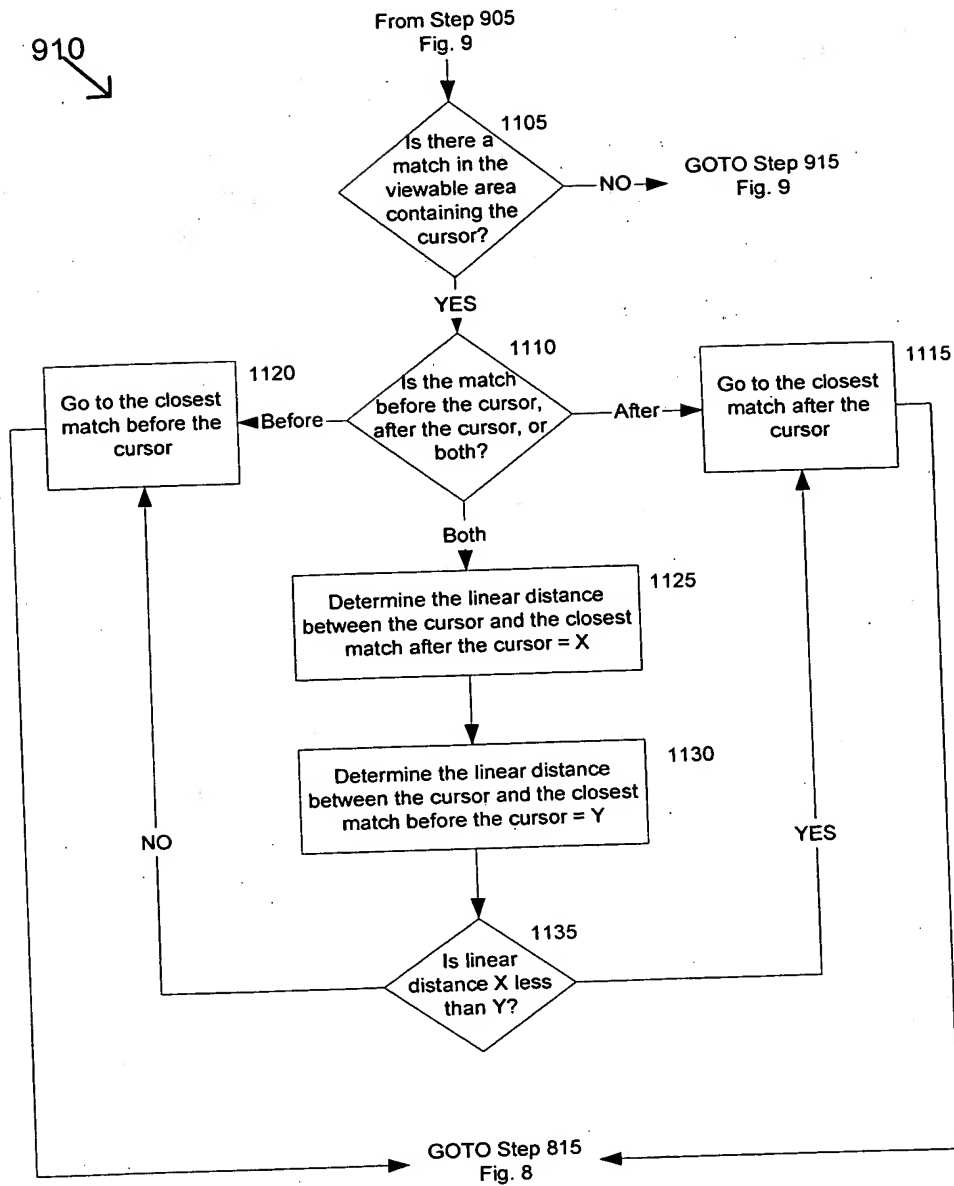 910
From Step 905
Fig. 9
1105
Is there a
match in the
viewable area
containing the
cursor?
NO
GOTO Step 915
Fig. 9
YES
1110
Is the match
before the cursor,
after the cursor, or
both?
Before
After
1120
Go to the closest
match before the
cursor
1115
Go to the closest
match after the
cursor
Both
1125
Determine the linear distance
between the cursor and the closest
match after the cursor = X
1130
Determine the linear distance
between the cursor and the closest
match before the cursor = Y
NO
YES
1135
Is linear
distance X less
than Y?
GOTO Step 815
Fig. 8